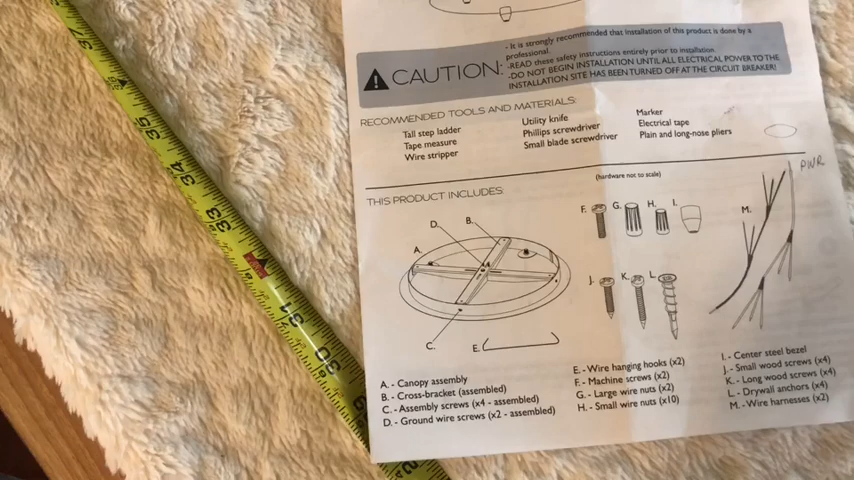 - It is strongly recommended that installation of this product is done by a
professional.
-READ these safety instructions entirely prior to installation.
-DO NOT BEGIN INSTALLATION UNTIL ALL ELECTRICAL POWER TO THE
INSTALLATION SITE HAS BEEN TURNED OFF AT THE CIRCUIT BREAKER!
CAUTION:
RECOMMENDED TOOLS AND MATERIALS:
Tall step ladder
Tape measure
Wire stripper
Utility knife
Phillips screwdriver
Small blade screwdriver
Marker
Electrical tape
Plain and long-nose pliers
(hardware not to scale)
PWR
THIS PRODUCT INCLUDES:
D.
B.
A.
C.
E.
F.
G.
H.
I.
J.
K.
L.
M.
A. - Canopy assembly
B. - Cross-bracket (assembled)
C. - Assembly screws (x4 - assembled)
D. - Ground wire screws (x2 - assembled)
E. - Wire hanging hooks (x2)
F. - Machine screws (x2)
G. - Large wire nuts (x2)
H. - Small wire nuts (x10)
I. - Center steel bezel
J. - Small wood screws (x4)
K. - Long wood screws (x4)
L. - Drywall anchors (x4)
M. - Wire harnesses (x2)
37
35
34
33
31
30